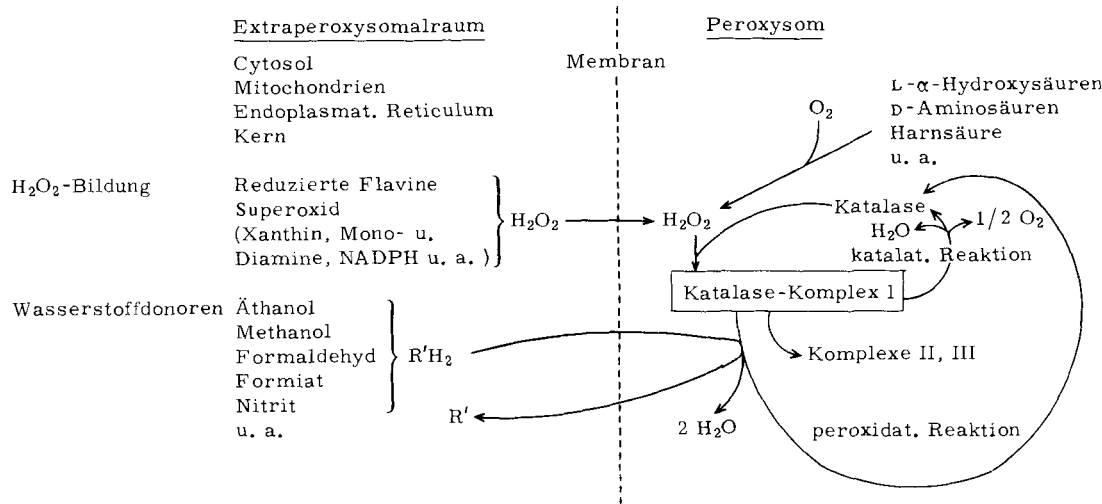 Extraperoxysomalraum
Peroxysom
Cytosol
Membran
Mitochondrien
Endoplasmat. Reticulum
Kern
L-α-Hydroxysäuren
D-Aminosäuren
Harnsäure
u. a.
O₂
H₂O₂-Bildung
Reduzierte Flavine
Superoxid
(Xanthin, Mono- u.
Diamine, NADPH u. a.)
H₂O₂
H₂O₂
Katalase
H₂O
1/2 O₂
katalat. Reaktion
Katalase-Komplex 1
Wasserstoffdonoren
Äthanol
Methanol
Formaldehyd
Formiat
Nitrit
u. a.
R'H₂
R'
Komplexe II, III
2 H₂O
peroxidat. Reaktion